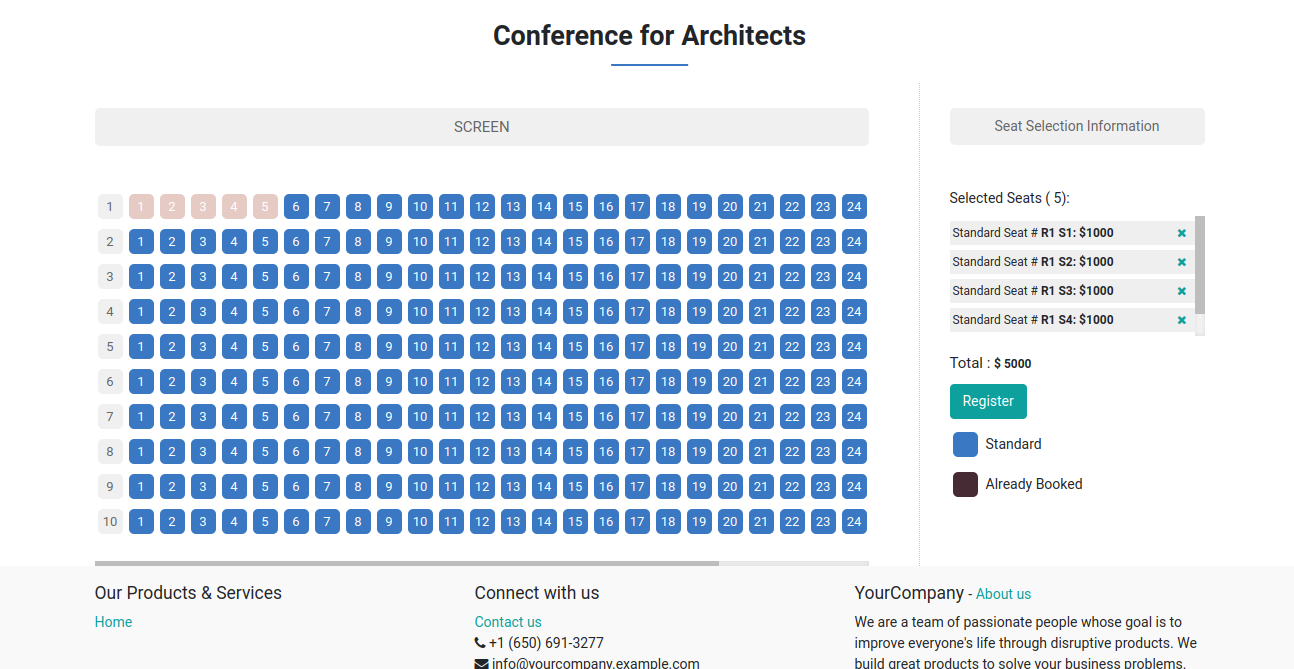 Conference for Architects
SCREEN
1 1 2 3 4 5 6 7 8 9 10 11 12 13 14 15 16 17 18 19 20 21 22 23 24
2 1 2 3 4 5 6 7 8 9 10 11 12 13 14 15 16 17 18 19 20 21 22 23 24
3 1 2 3 4 5 6 7 8 9 10 11 12 13 14 15 16 17 18 19 20 21 22 23 24
4 1 2 3 4 5 6 7 8 9 10 11 12 13 14 15 16 17 18 19 20 21 22 23 24
5 1 2 3 4 5 6 7 8 9 10 11 12 13 14 15 16 17 18 19 20 21 22 23 24
6 1 2 3 4 5 6 7 8 9 10 11 12 13 14 15 16 17 18 19 20 21 22 23 24
7 1 2 3 4 5 6 7 8 9 10 11 12 13 14 15 16 17 18 19 20 21 22 23 24
8 1 2 3 4 5 6 7 8 9 10 11 12 13 14 15 16 17 18 19 20 21 22 23 24
9 1 2 3 4 5 6 7 8 9 10 11 12 13 14 15 16 17 18 19 20 21 22 23 24
10 1 2 3 4 5 6 7 8 9 10 11 12 13 14 15 16 17 18 19 20 21 22 23 24
Seat Selection Information
Selected Seats ( 5):
Standard Seat # R1 S1: $1000
Standard Seat # R1 S2: $1000
Standard Seat # R1 S3: $1000
Standard Seat # R1 S4: $1000
Total : $ 5000
Register
Standard
Already Booked
Our Products & Services
Home
Connect with us
Contact us
+1 (650) 691-3277
info@yourcompany.example.com
YourCompany - About us
We are a team of passionate people whose goal is to
improve everyone's life through disruptive products. We
build great products to solve your business problems.